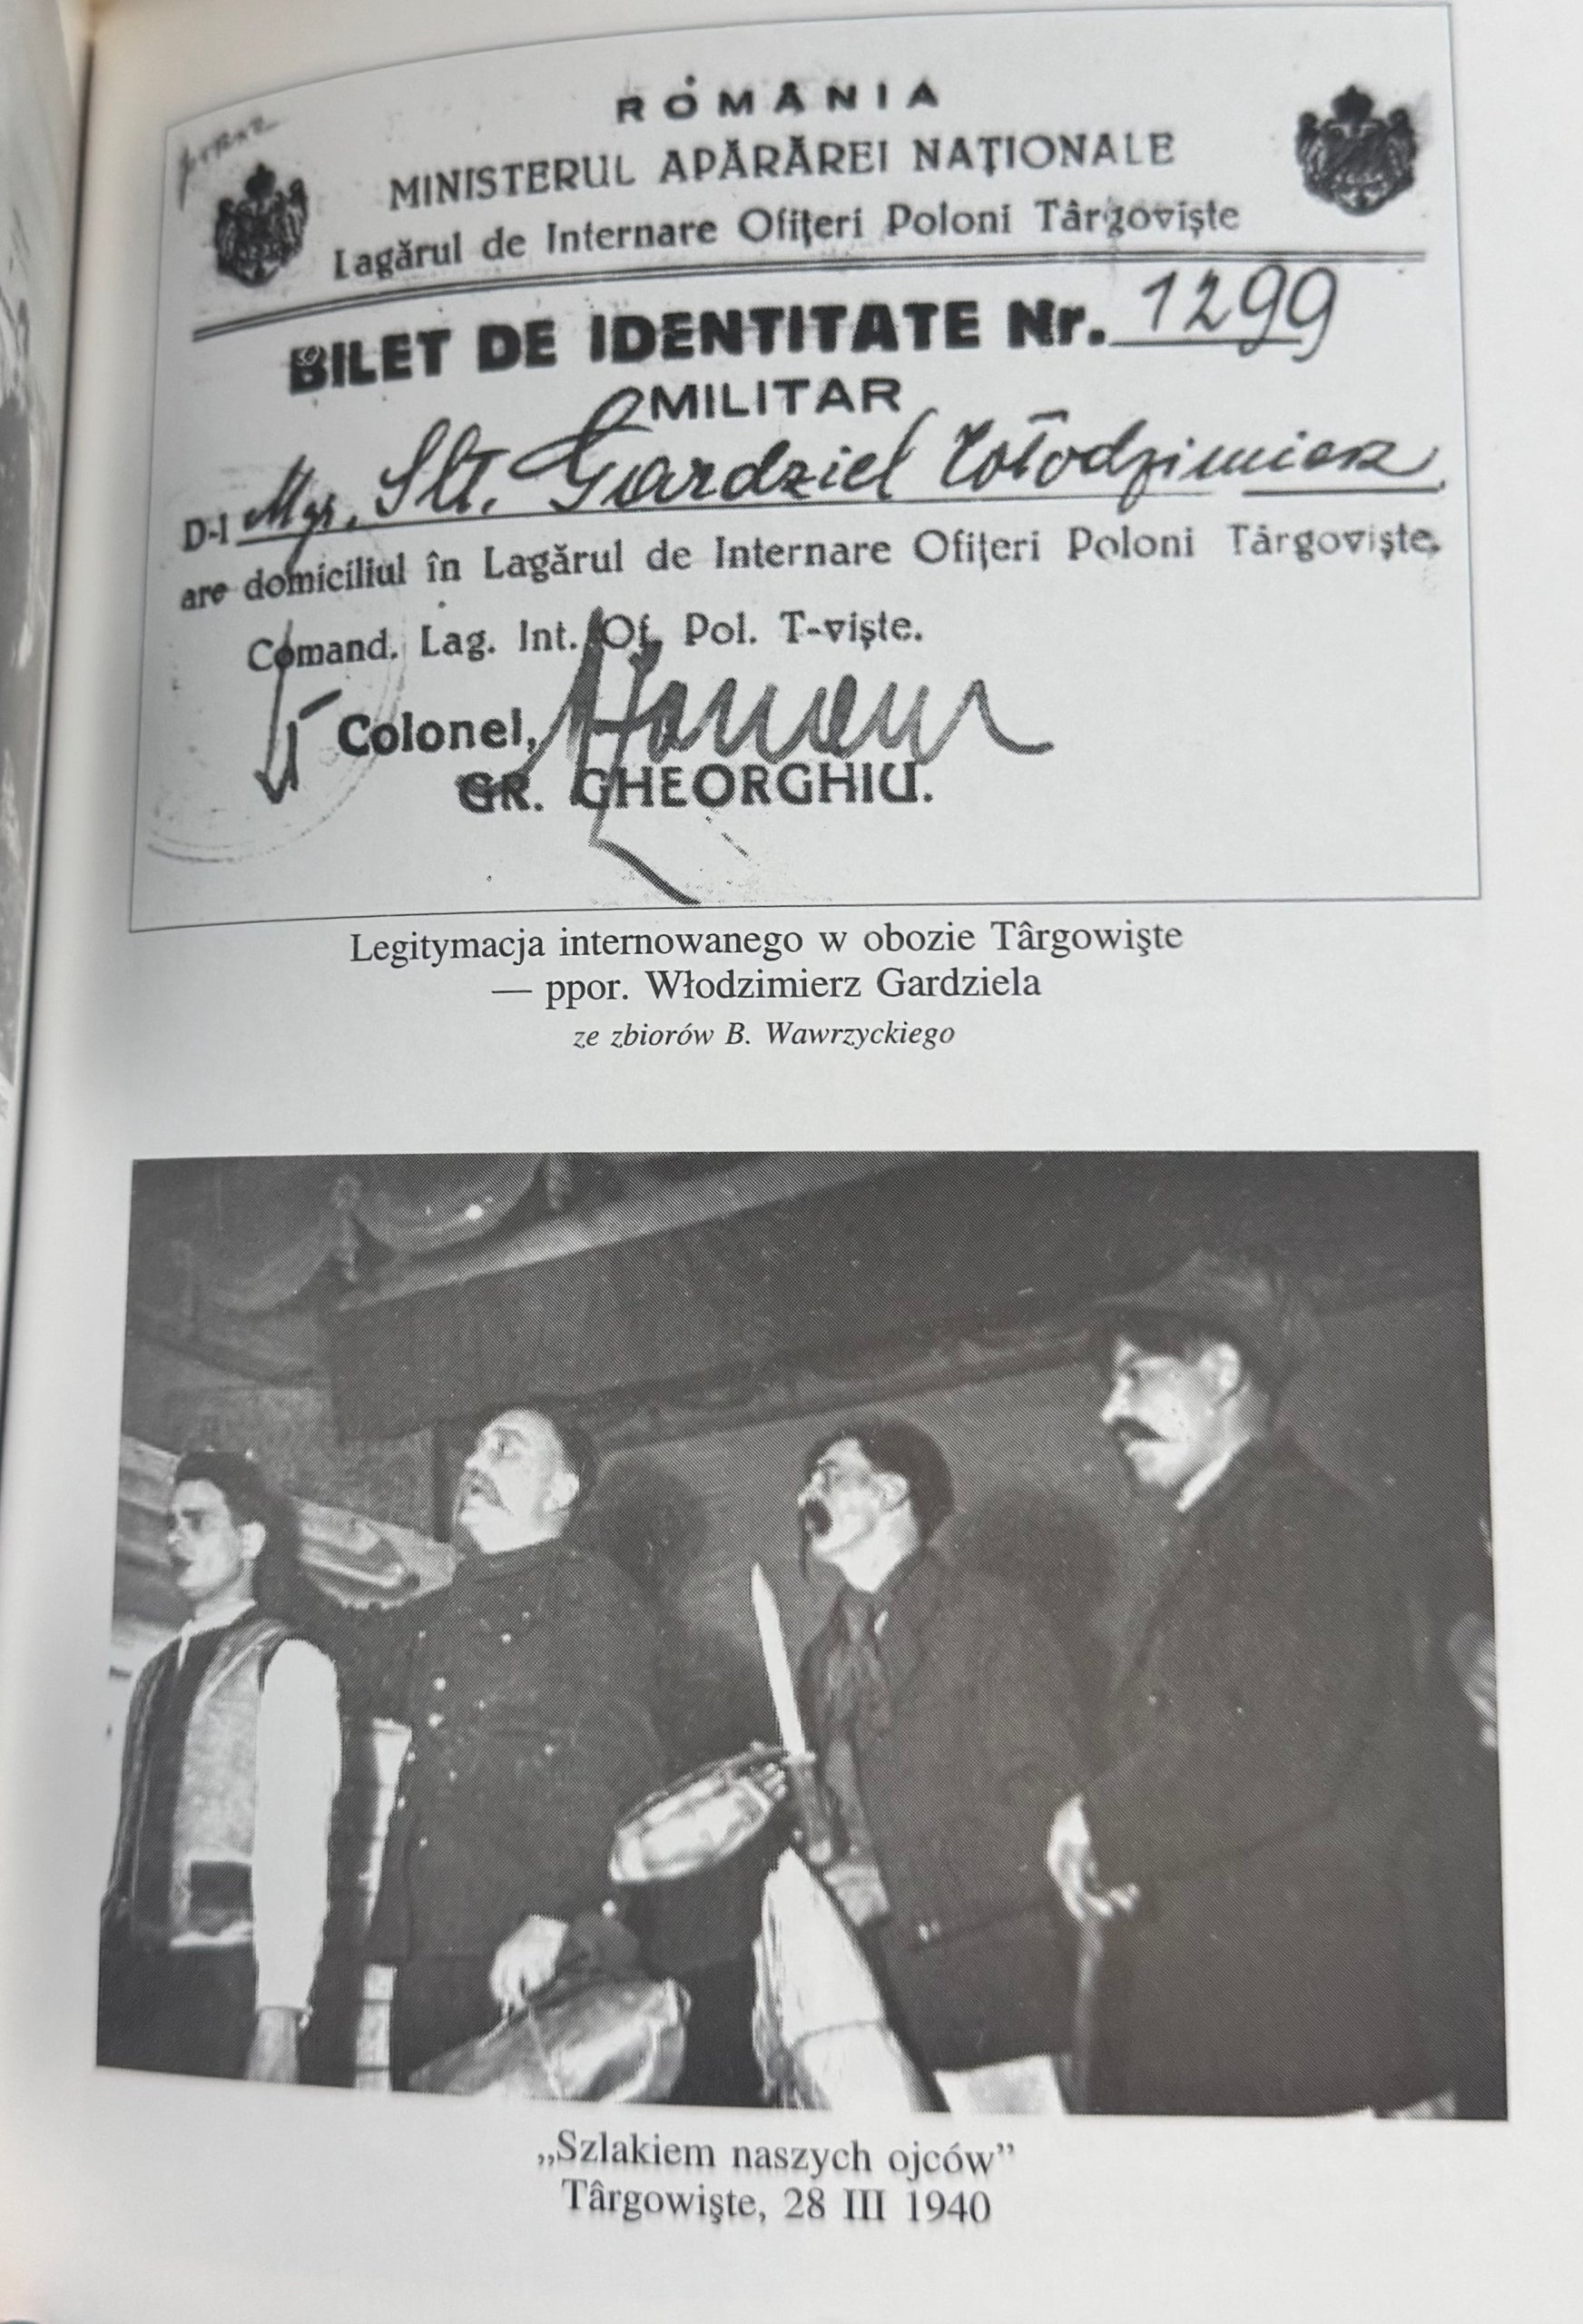 ROMÂNIA
MINISTERUL APĂRĂREI NAȚIONALE
Lagărul de Internare Ofițeri Poloni Târgoviște
BILET DE IDENTITATE Nr. 1299
MILITAR
D-l Mgr. Slt. Gardziel Włodzimierz
are domiciliul în Lagărul de Internare Ofițeri Poloni Târgoviște.
Comand. Lag. Int. Of. Pol. T-viște.
Colonel,
GR. GHEORGHIU.
Legitymacja internowanego w obozie Târgowişte
— ppor. Włodzimierz Gardziela
ze zbiorów B. Wawrzyckiego
„Szlakiem naszych ojców”
Târgowişte, 28 III 1940